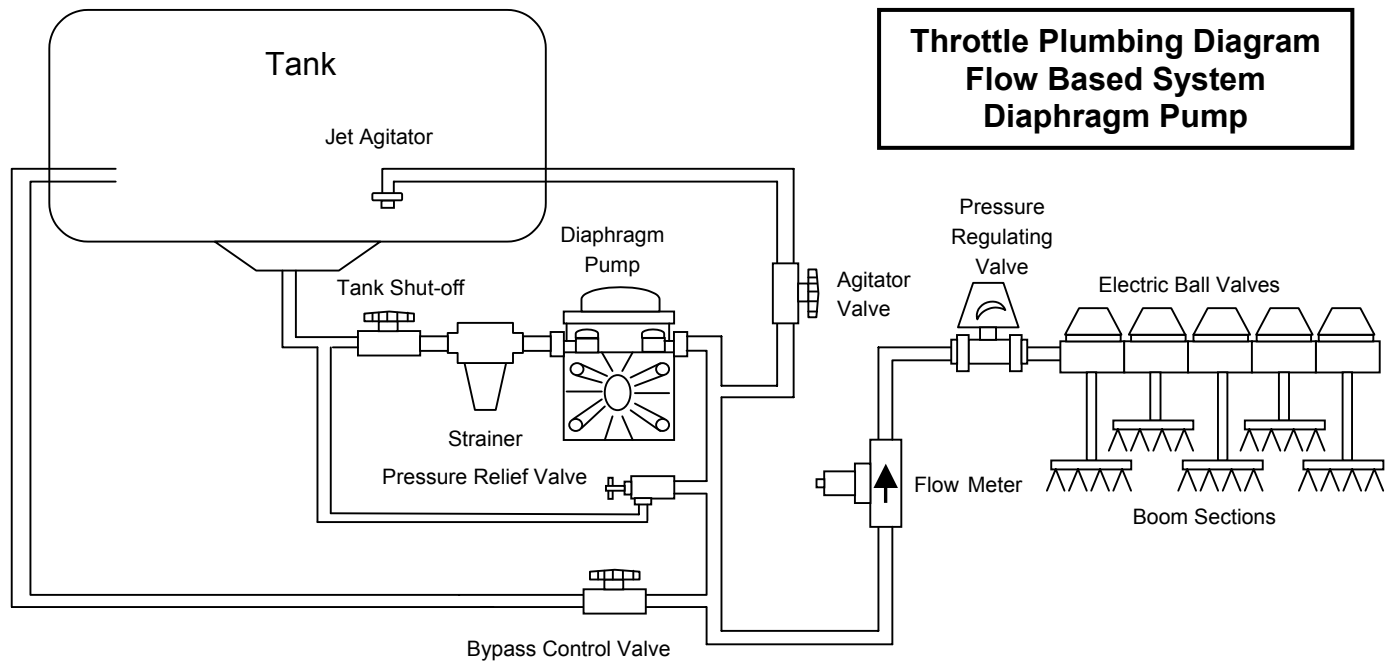 Throttle Plumbing Diagram
Flow Based System
Diaphragm Pump
Tank
Jet Agitator
Diaphragm
Pump
Tank Shut-off
Agitator
Valve
Pressure
Regulating
Valve
Electric Ball Valves
Strainer
Pressure Relief Valve
Flow Meter
Boom Sections
Bypass Control Valve